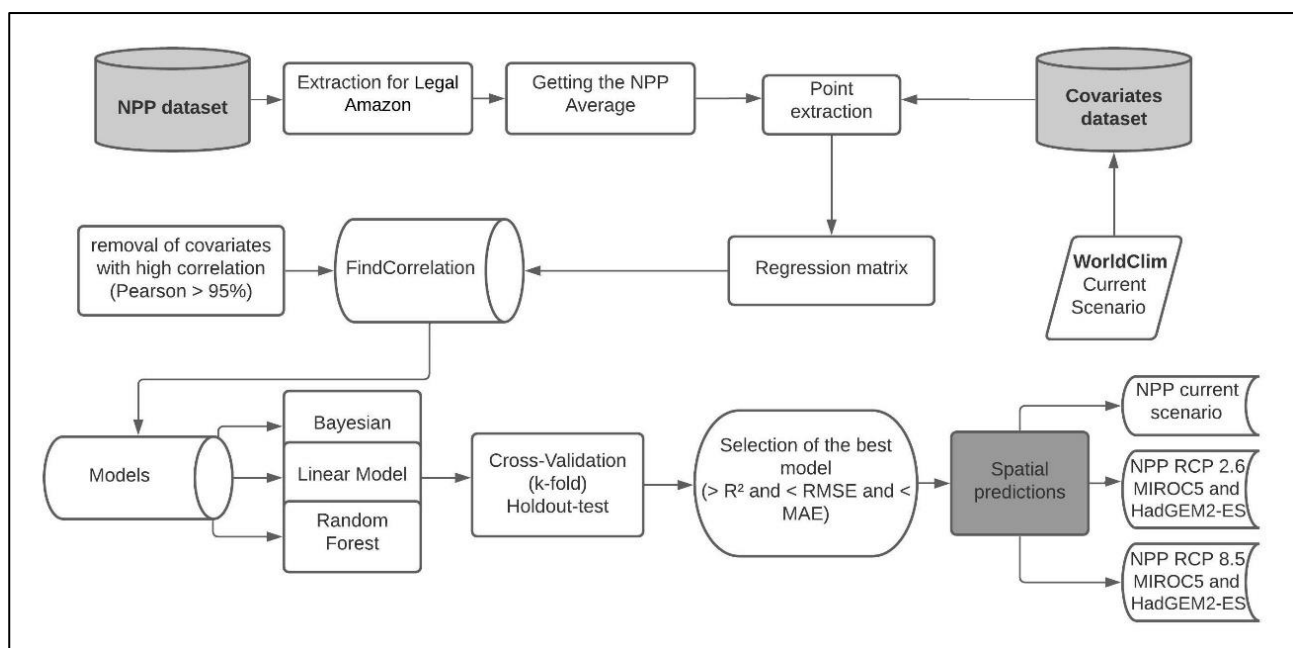 NPP dataset
Extraction for Legal
Amazon
Getting the NPP
Average
Point
extraction
Covariates
dataset
removal of covariates
with high correlation
(Pearson > 95%)
FindCorrelation
Regression matrix
WorldClim
Current
Scenario
Models
Bayesian
Linear Model
Random
Forest
Cross-Validation
(k-fold)
Holdout-test
Selection of the best
model
(> R² and < RMSE and <
MAE)
Spatial
predictions
NPP current
scenario
NPP RCP 2.6
MIROC5 and
HadGEM2-ES
NPP RCP 8.5
MIROC5 and
HadGEM2-ES